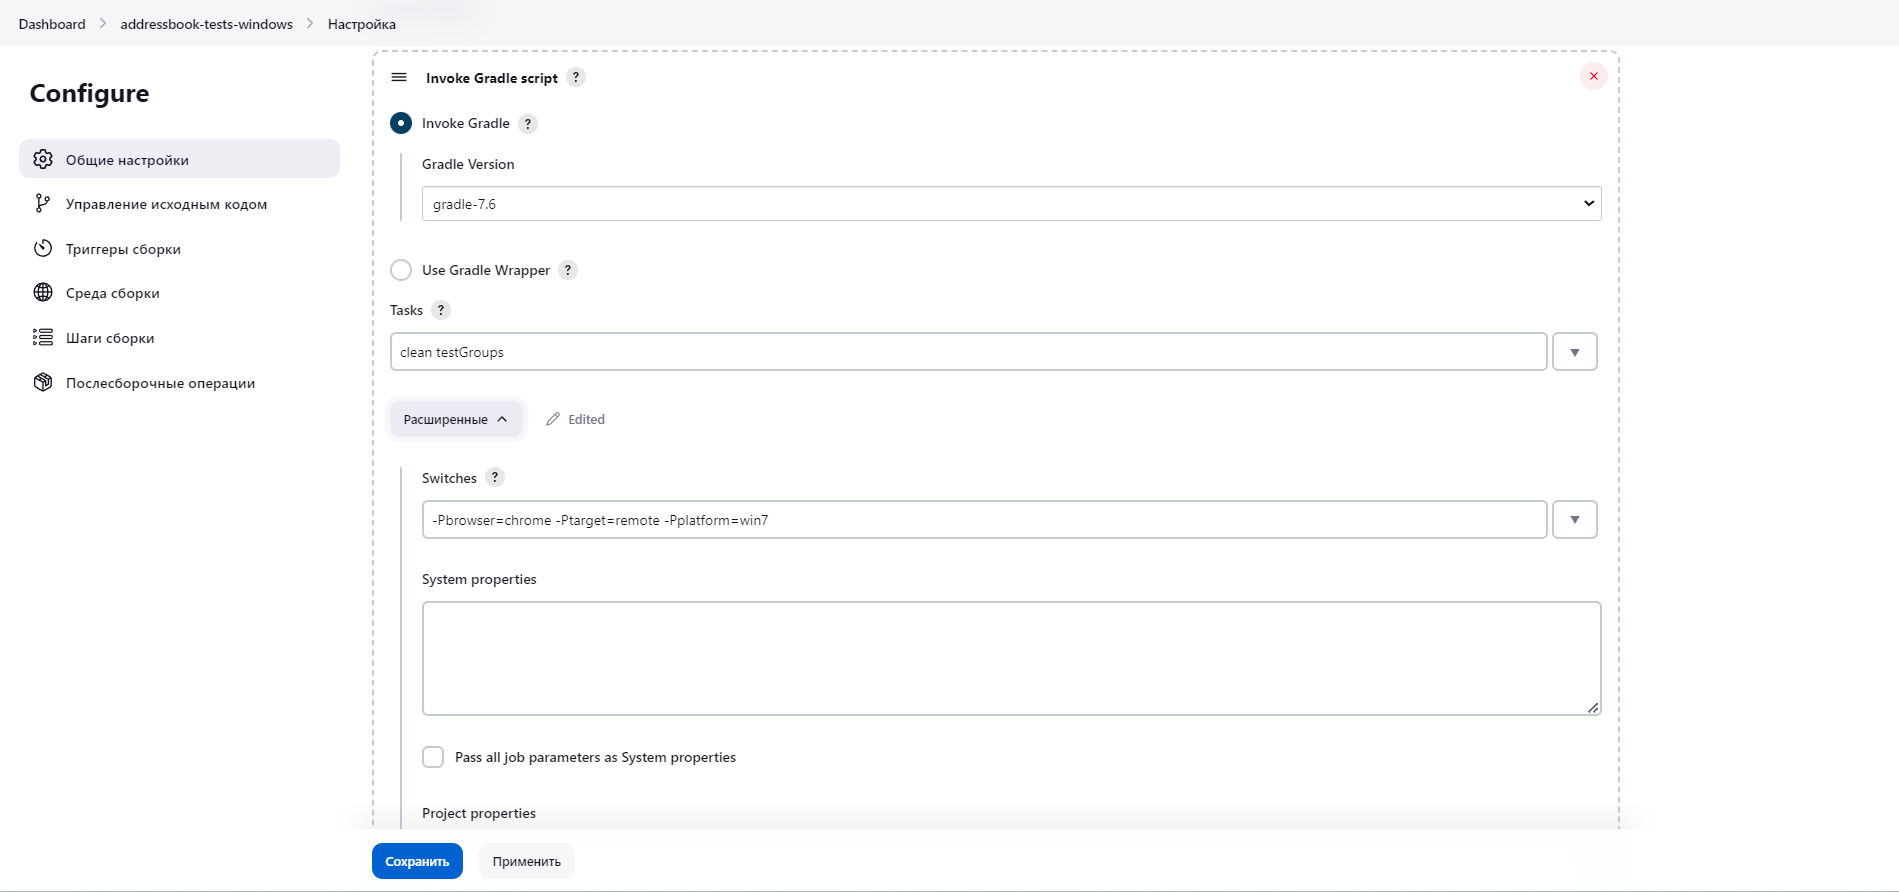 Dashboard > addressbook-tests-windows > Настройка
Configure
Общие настройки
Управление исходным кодом
Триггеры сборки
Среда сборки
Шаги сборки
Послесборочные операции
Invoke Gradle script ?
Invoke Gradle ?
Gradle Version
gradle-7.6
Use Gradle Wrapper ?
Tasks ?
clean testGroups
Расширенные Edited
Switches ?
-Pbrowser=chrome -Ptarget=remote -Pplatform=win7
System properties
Pass all job parameters as System properties
Project properties
Сохранить Применить